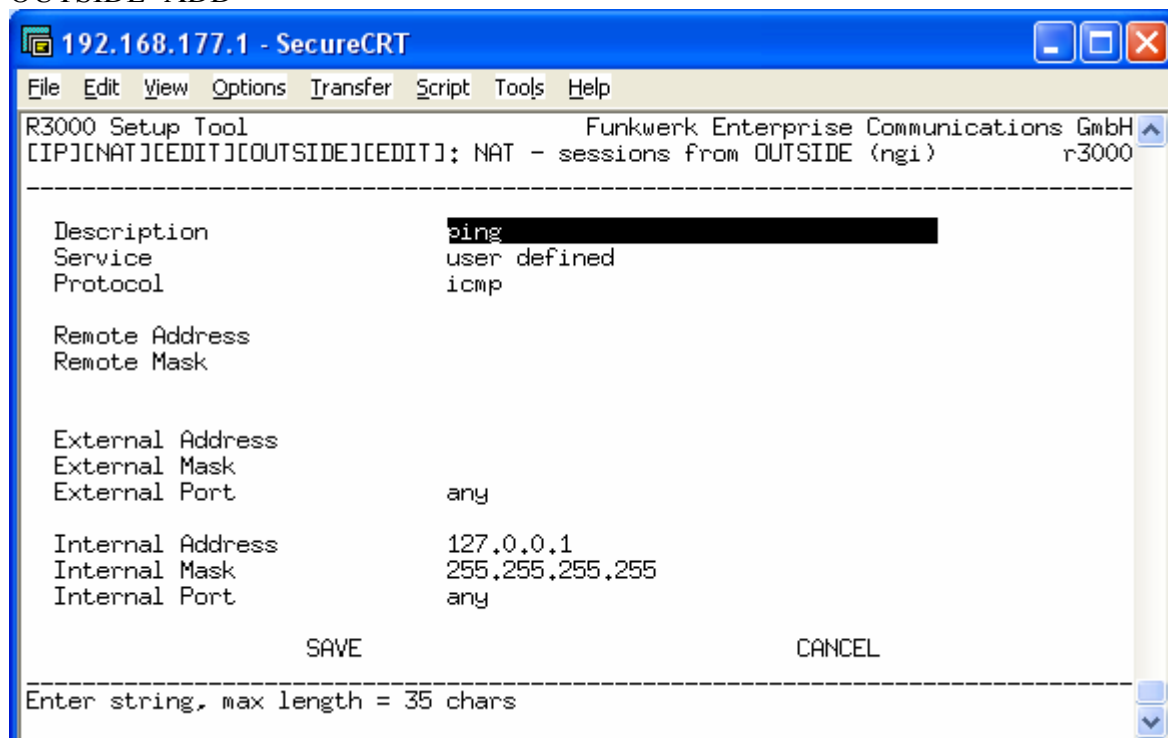 OUTSIDE ADD
192.168.177.1 - SecureCRT
File Edit View Options Transfer Script Tools Help
R3000 Setup Tool Funkwerk Enterprise Communications GmbH
[IP][NAT][EDIT][OUTSIDE][EDIT]: NAT - sessions from OUTSIDE (ngi) r3000
Description ping
Service user defined
Protocol icmp
Remote Address
Remote Mask
External Address
External Mask
External Port any
Internal Address 127.0.0.1
Internal Mask 255.255.255.255
Internal Port any
SAVE CANCEL
Enter string, max length = 35 chars